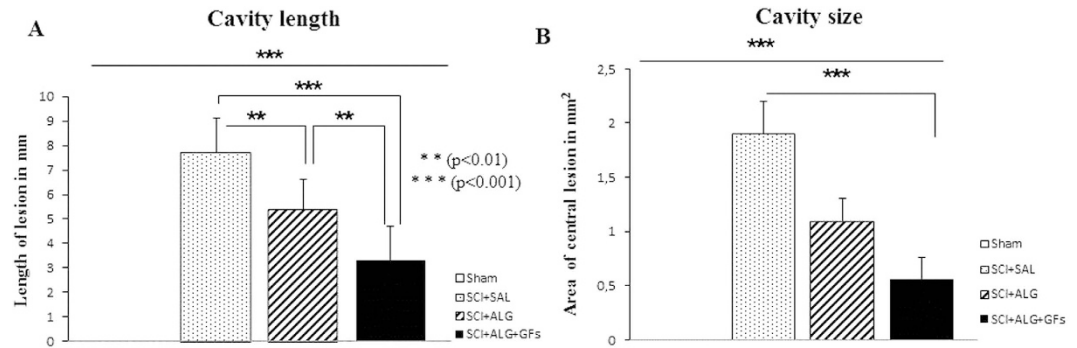 Cavity length
A
***
***
**
**
* * (p<0.01)
* * * (p<0.001)
Length of lesion in mm
10
9
8
7
6
5
4
3
2
1
0
Sham
SCI+SAL
SCI+ALG
SCI+ALG+GFs
Cavity size
B
***
***
Area of central lesion in mm²
2,5
2
1,5
1
0,5
0
Sham
SCI+SAL
SCI+ALG
SCI+ALG+GFs